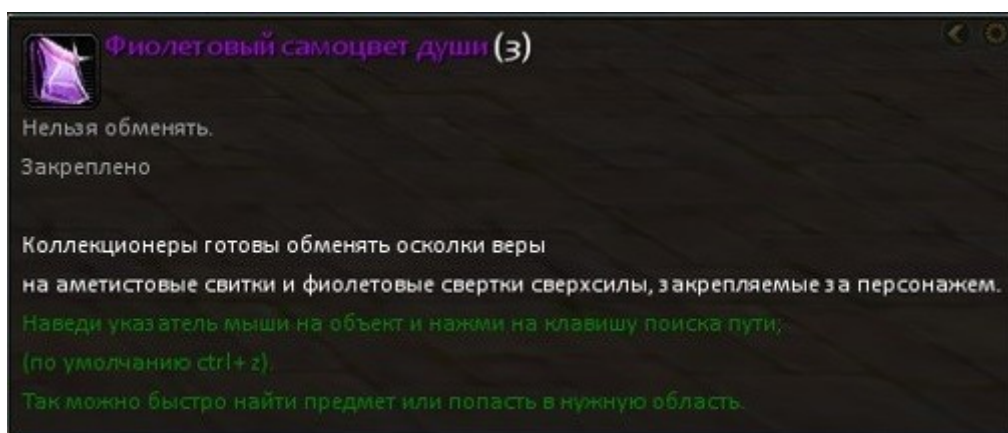 Фиолетовый самоцвет души (3)
Нельзя обменять.
Закреплено
Коллекционеры готовы обменять осколки веры
на аметистовые свитки и фиолетовые свертки сверхсилы, закрепляемые за персонажем.
Наведи указатель мыши на объект и нажми на клавишу поиска пути;
(по умолчанию ctrl+z).
Так можно быстро найти предмет или попасть в нужную область.